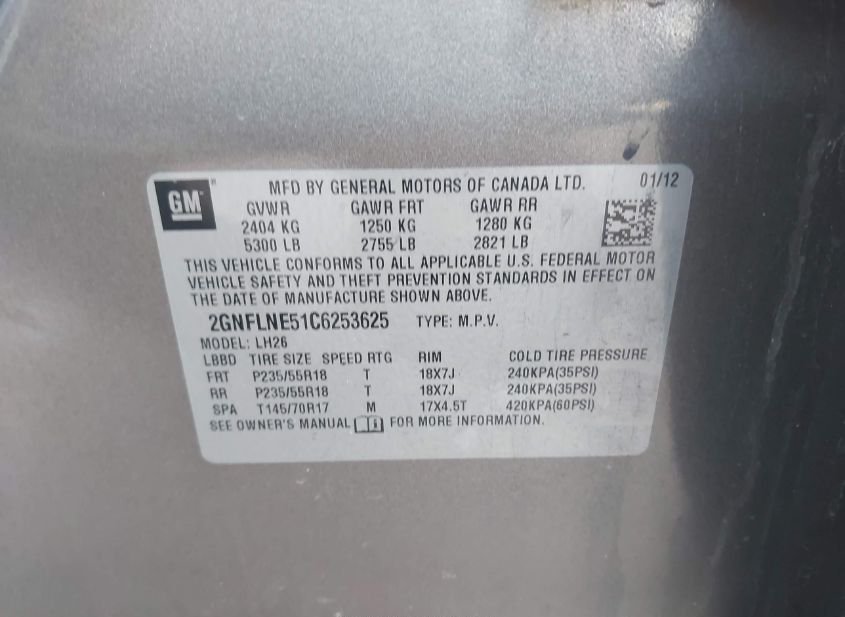 GM
MFD BY GENERAL MOTORS OF CANADA LTD. 01/12
GVWR GAWR FRT GAWR RR
2404 KG 1250 KG 1280 KG
5300 LB 2755 LB 2821 LB
THIS VEHICLE CONFORMS TO ALL APPLICABLE U.S. FEDERAL MOTOR
VEHICLE SAFETY AND THEFT PREVENTION STANDARDS IN EFFECT ON
THE DATE OF MANUFACTURE SHOWN ABOVE.
2GNFLNE51C6253625 TYPE: M.P.V.
MODEL: LH26
LBBD TIRE SIZE SPEED RTG RIM COLD TIRE PRESSURE
FRT P235/55R18 T 18X7J 240KPA(35PSI)
RR P235/55R18 T 18X7J 240KPA(35PSI)
SPA T145/70R17 M 17X4.5T 420KPA(60PSI)
SEE OWNER'S MANUAL FOR MORE INFORMATION.